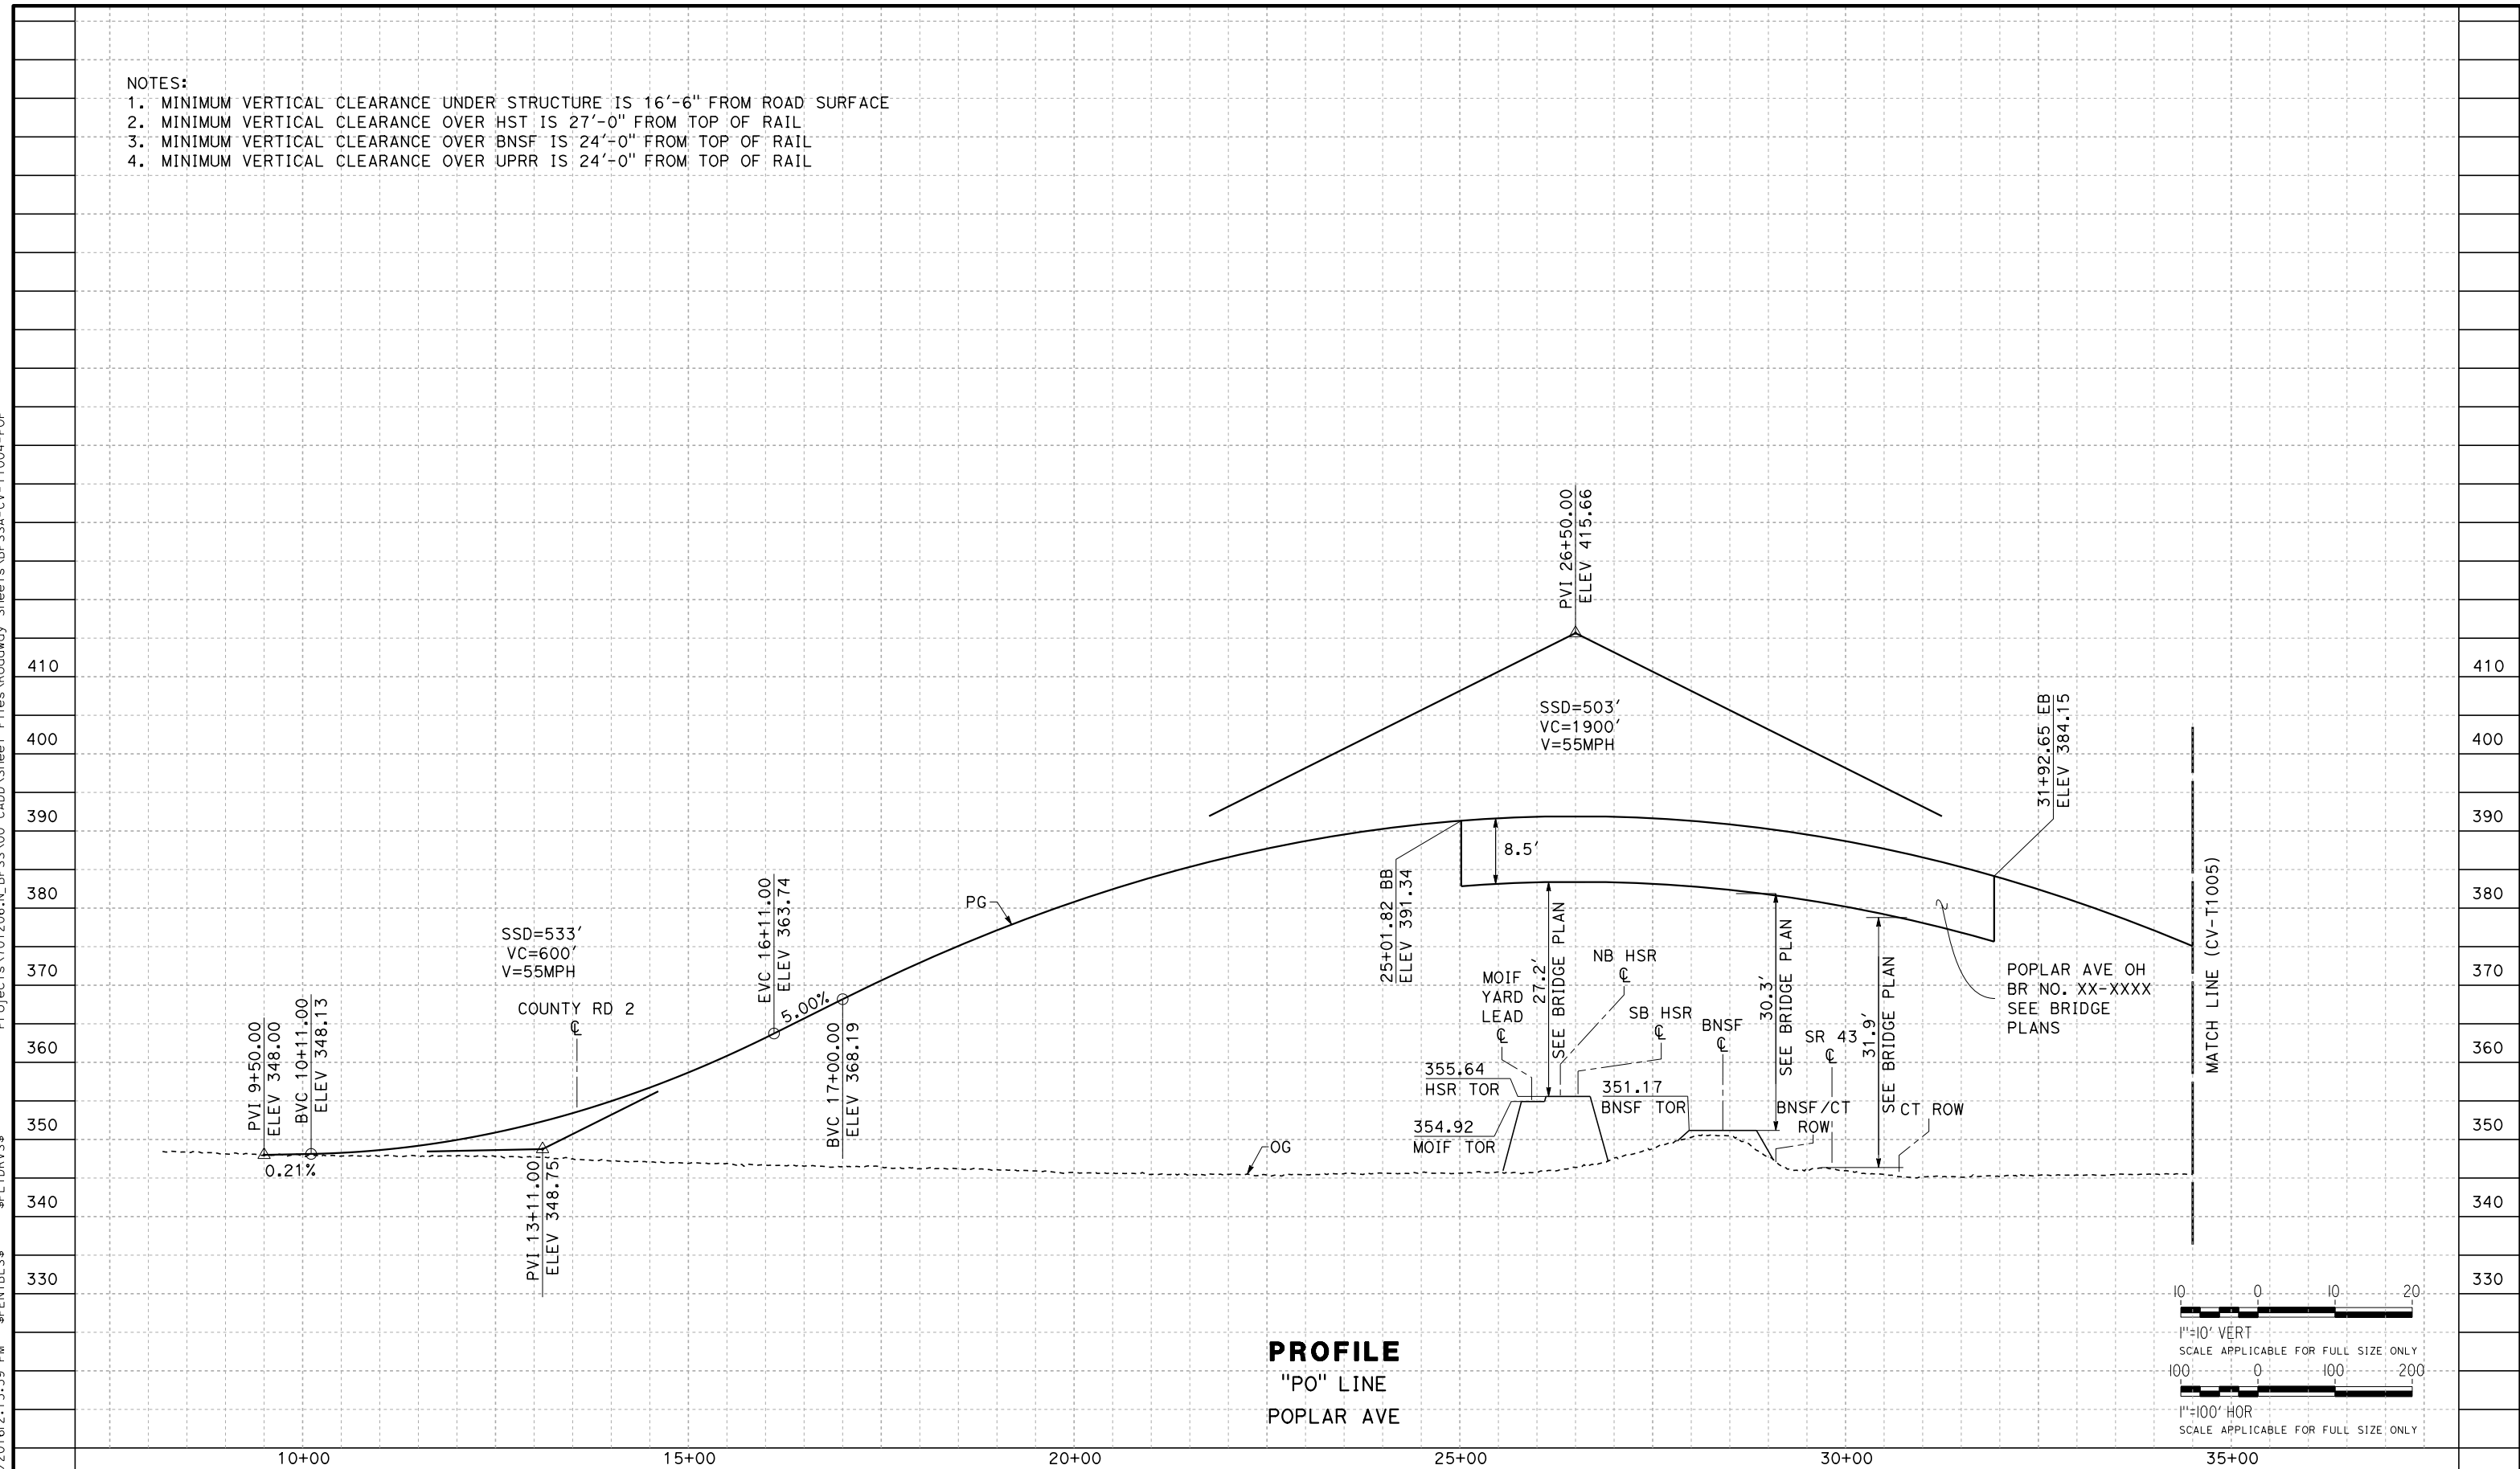 NOTES:
1. MINIMUM VERTICAL CLEARANCE UNDER STRUCTURE IS 16'-6" FROM ROAD SURFACE
2. MINIMUM VERTICAL CLEARANCE OVER HST IS 27'-0" FROM TOP OF RAIL
3. MINIMUM VERTICAL CLEARANCE OVER BNSF IS 24'-0" FROM TOP OF RAIL
4. MINIMUM VERTICAL CLEARANCE OVER UPRR IS 24'-0" FROM TOP OF RAIL
410
400
390
380
370
360
350
340
330
PVI 9+50.00
ELEV 348.00
BVC 10+11.00
ELEV 348.13
0.21%
SSD=533'
VC=600'
V=55MPH
COUNTY RD 2
℄
PVI 13+11.00
ELEV 348.75
EVC 16+11.00
ELEV 363.74
5.00%
BVC 17+00.00
ELEV 368.19
PG
OG
PVI 26+50.00
ELEV 415.66
SSD=503'
VC=1900'
V=55MPH
25+01.82 BB
ELEV 391.34
8.5'
MOIF
YARD
LEAD
℄
27.2'
SEE BRIDGE PLAN
NB HSR
℄
SB HSR
℄
BNSF
℄
355.64
HSR TOR
354.92
MOIF TOR
351.17
BNSF TOR
30.3'
SEE BRIDGE PLAN
BNSF/CT
ROW
SR 43
℄
31.9'
SEE BRIDGE PLAN
CT ROW
31+92.65 EB
ELEV 384.15
POPLAR AVE OH
BR NO. XX-XXXX
SEE BRIDGE
PLANS
MATCH LINE (CV-T1005)
410
400
390
380
370
360
350
340
330
10 0 10 20
1"=10' VERT
SCALE APPLICABLE FOR FULL SIZE ONLY
100 0 100 200
1"=100' HOR
SCALE APPLICABLE FOR FULL SIZE ONLY
PROFILE
"PO" LINE
POPLAR AVE
10+00 15+00 20+00 25+00 30+00 35+00